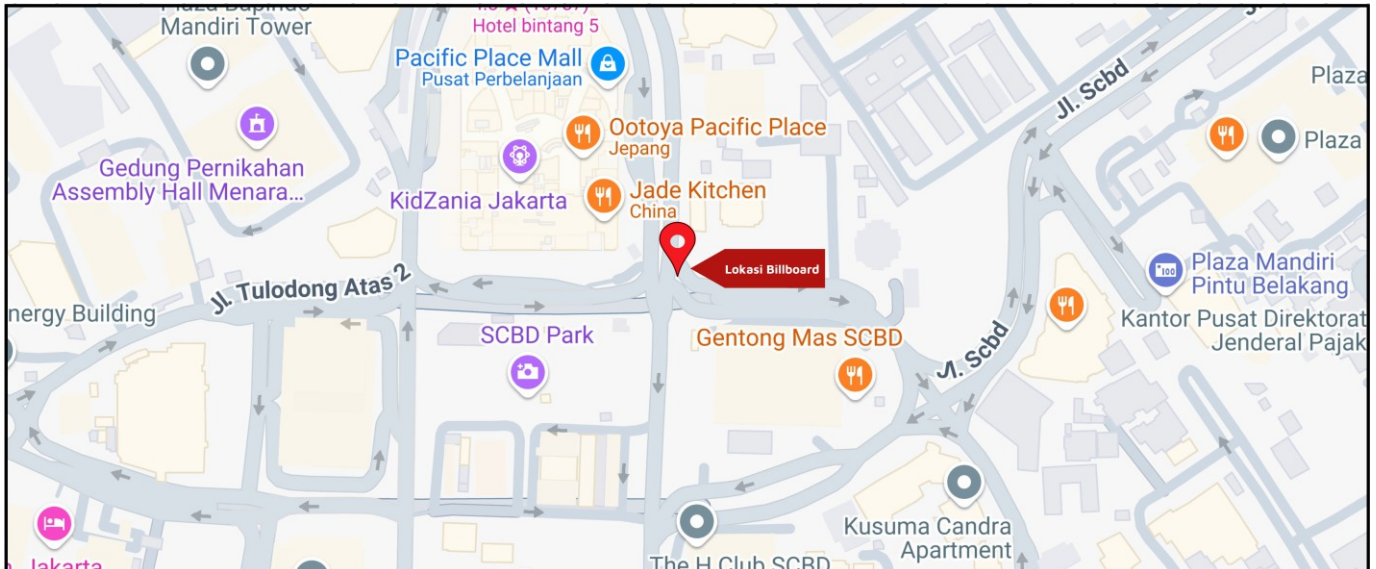 Plaza Bapindo
Mandiri Tower
Hotel bintang 5
Pacific Place Mall
Pusat Perbelanjaan
Ootoya Pacific Place
Jepang
Gedung Pernikahan
Assembly Hall Menara...
KidZania Jakarta
Jade Kitchen
China
Lokasi Billboard
Jl. Scbd
Plaza
Plaza
Plaza Mandiri
Pintu Belakang
Kantor Pusat Direktorat
Jenderal Pajak
Jl. Tulodong Atas 2
nergy Building
SCBD Park
Gentong Mas SCBD
Jl. Scbd
Kusuma Candra
Apartment
The H Club SCBD
Jakarta